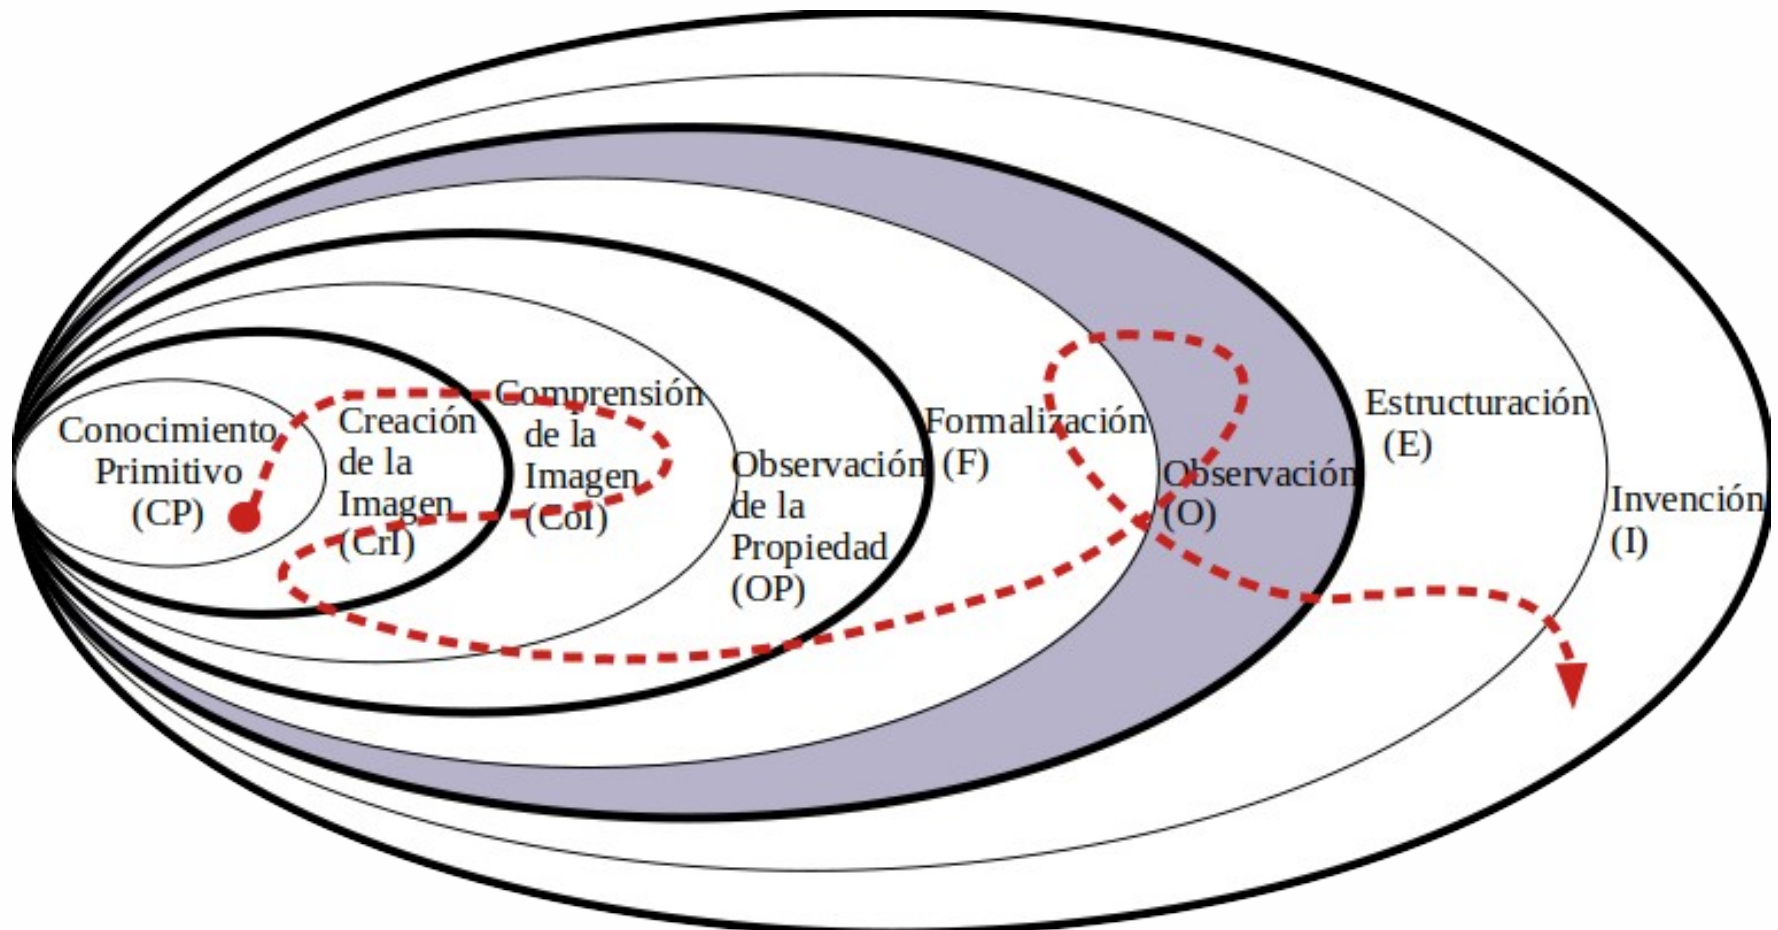 Conocimiento
Primitivo
(CP)
Creación
de la
Imagen
(CrI)
Comprensión
de la
Imagen
(CoI)
Observación
de la
Propiedad
(OP)
Formalización
(F)
Observación
(O)
Estructuración
(E)
Invención
(I)